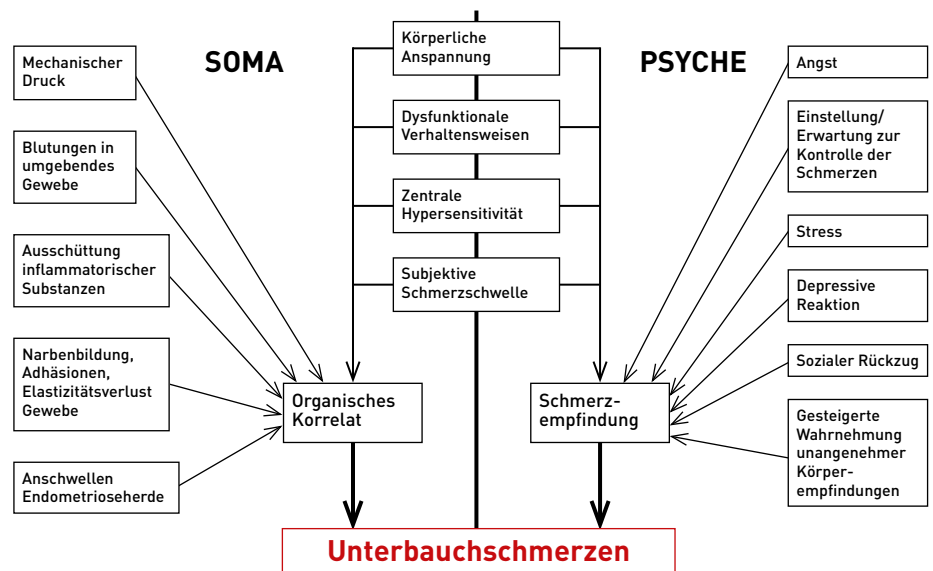 SOMA
PSYCHE
Mechanischer
Druck
Blutungen in
umgebendes
Gewebe
Ausschüttung
inflammatorischer
Substanzen
Narbenbildung,
Adhäsionen,
Elastizitätsverlust
Gewebe
Anschwellen
Endometrioseherde
Körperliche
Anspannung
Dysfunktionale
Verhaltensweisen
Zentrale
Hypersensitivität
Subjektive
Schmerzschwelle
Angst
Einstellung/
Erwartung zur
Kontrolle der
Schmerzen
Stress
Depressive
Reaktion
Sozialer Rückzug
Gesteigerte
Wahrnehmung
unangenehmer
Körper-
empfindungen
Organisches
Korrelat
Schmerz-
empfindung
Unterbauchschmerzen